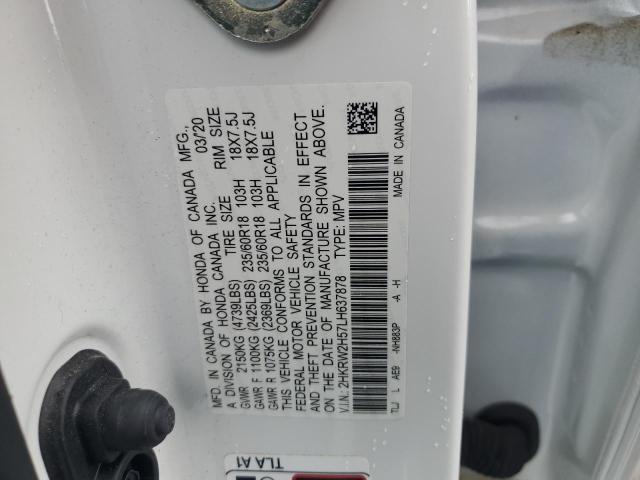 MFD. IN CANADA BY HONDA OF CANADA MFG.,
A DIVISION OF HONDA CANADA INC. 03/20
TIRE SIZE RIM SIZE
GVWR 2150KG (4739LBS) 235/60R18 103H 18X7.5J
GAWR F 1100KG (2425LBS) 235/60R18 103H 18X7.5J
GAWR R 1075KG (2369LBS)
THIS VEHICLE CONFORMS TO ALL APPLICABLE
FEDERAL MOTOR VEHICLE SAFETY
AND THEFT PREVENTION STANDARDS IN EFFECT
ON THE DATE OF MANUFACTURE SHOWN ABOVE.
V.I.N.: 2HKRW2H57LH637878 TYPE: MPV
TLJ L AE9 -NH883P -A -H MADE IN CANADA
TLA A1